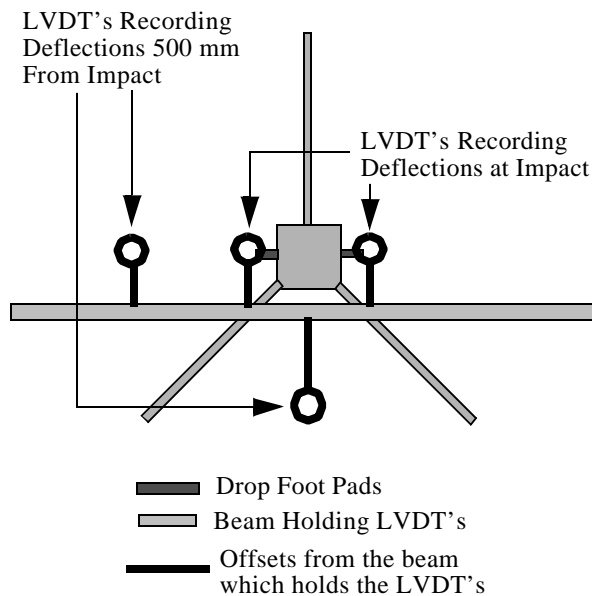 LVDT's Recording
Deflections 500 mm
From Impact
LVDT's Recording
Deflections at Impact
Drop Foot Pads
Beam Holding LVDT's
Offsets from the beam
which holds the LVDT's